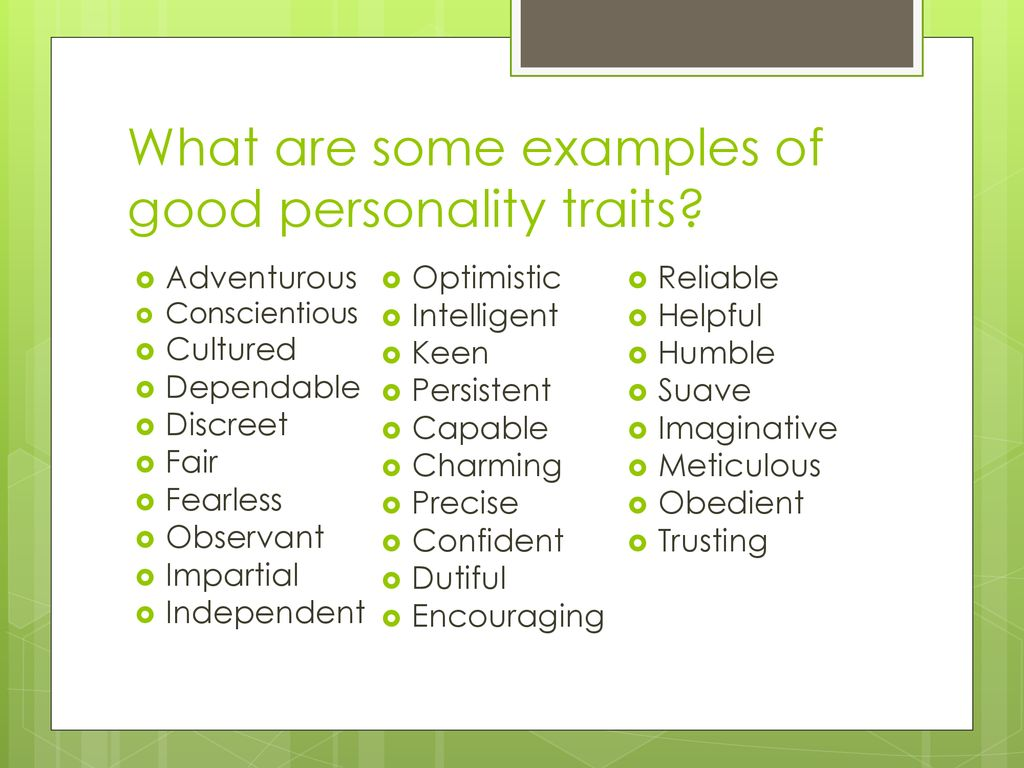 What are some examples of
good personality traits?
Adventurous
Conscientious
Cultured
Dependable
Discreet
Fair
Fearless
Observant
Impartial
Independent
Optimistic
Intelligent
Keen
Persistent
Capable
Charming
Precise
Confident
Dutiful
Encouraging
Reliable
Helpful
Humble
Suave
Imaginative
Meticulous
Obedient
Trusting